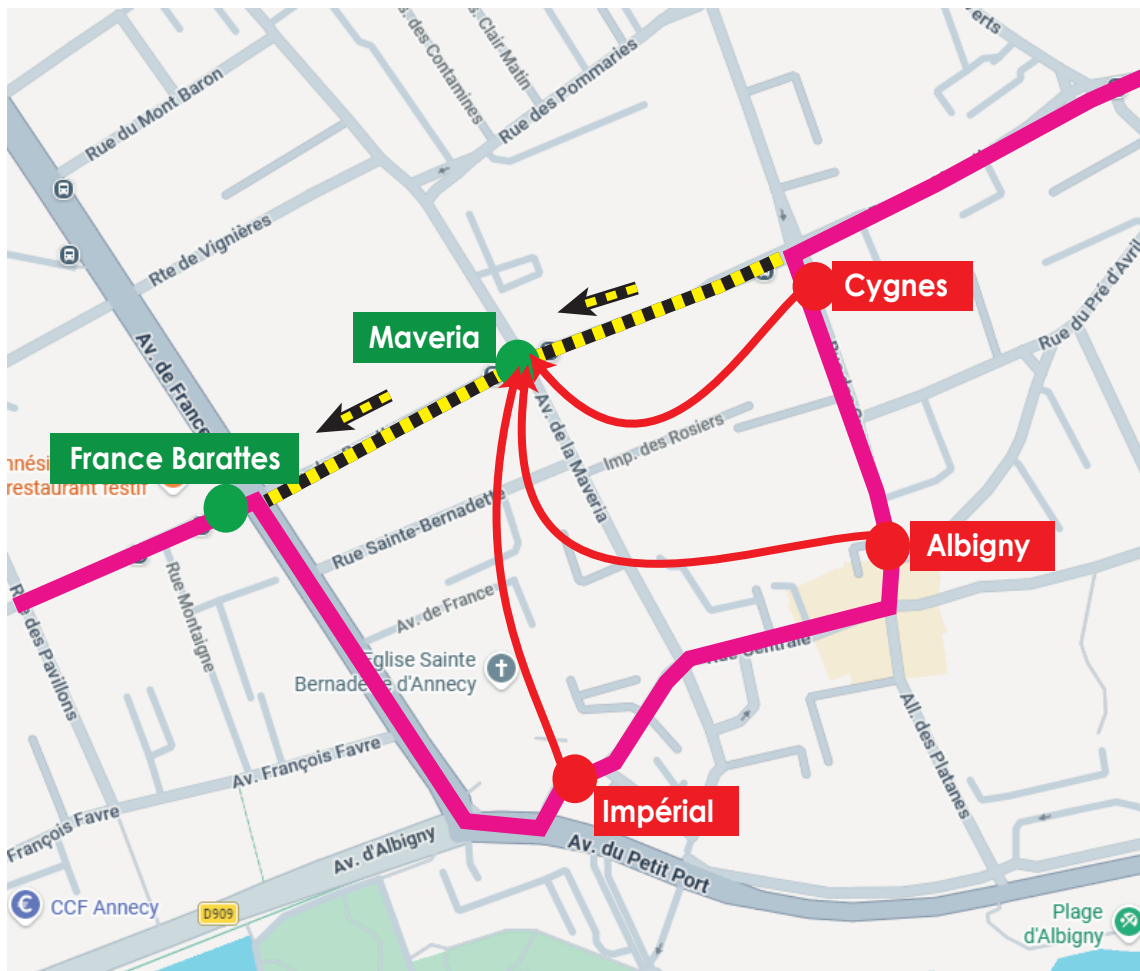 Rue du Mont Baron
Rte de Vignières
des Contamines
Clair Matin
Rue des Pommaries
Cygnes
Rue du Pré d'Avril
Maveria
Av. de France
France Barattes
restaurant festif
Av. de la Maveria
Imp. des Rosiers
Rue Sainte-Bernadette
Albigny
Rue Montaigne
Rue des Pavillons
Av. de France
Église Sainte
Bernadette d'Annecy
Rue Centrale
All. des Platanes
Av. François Favre
François Favre
Impérial
Av. d'Albigny
Av. du Petit Port
CCF Annecy
D909
Plage
d'Albigny